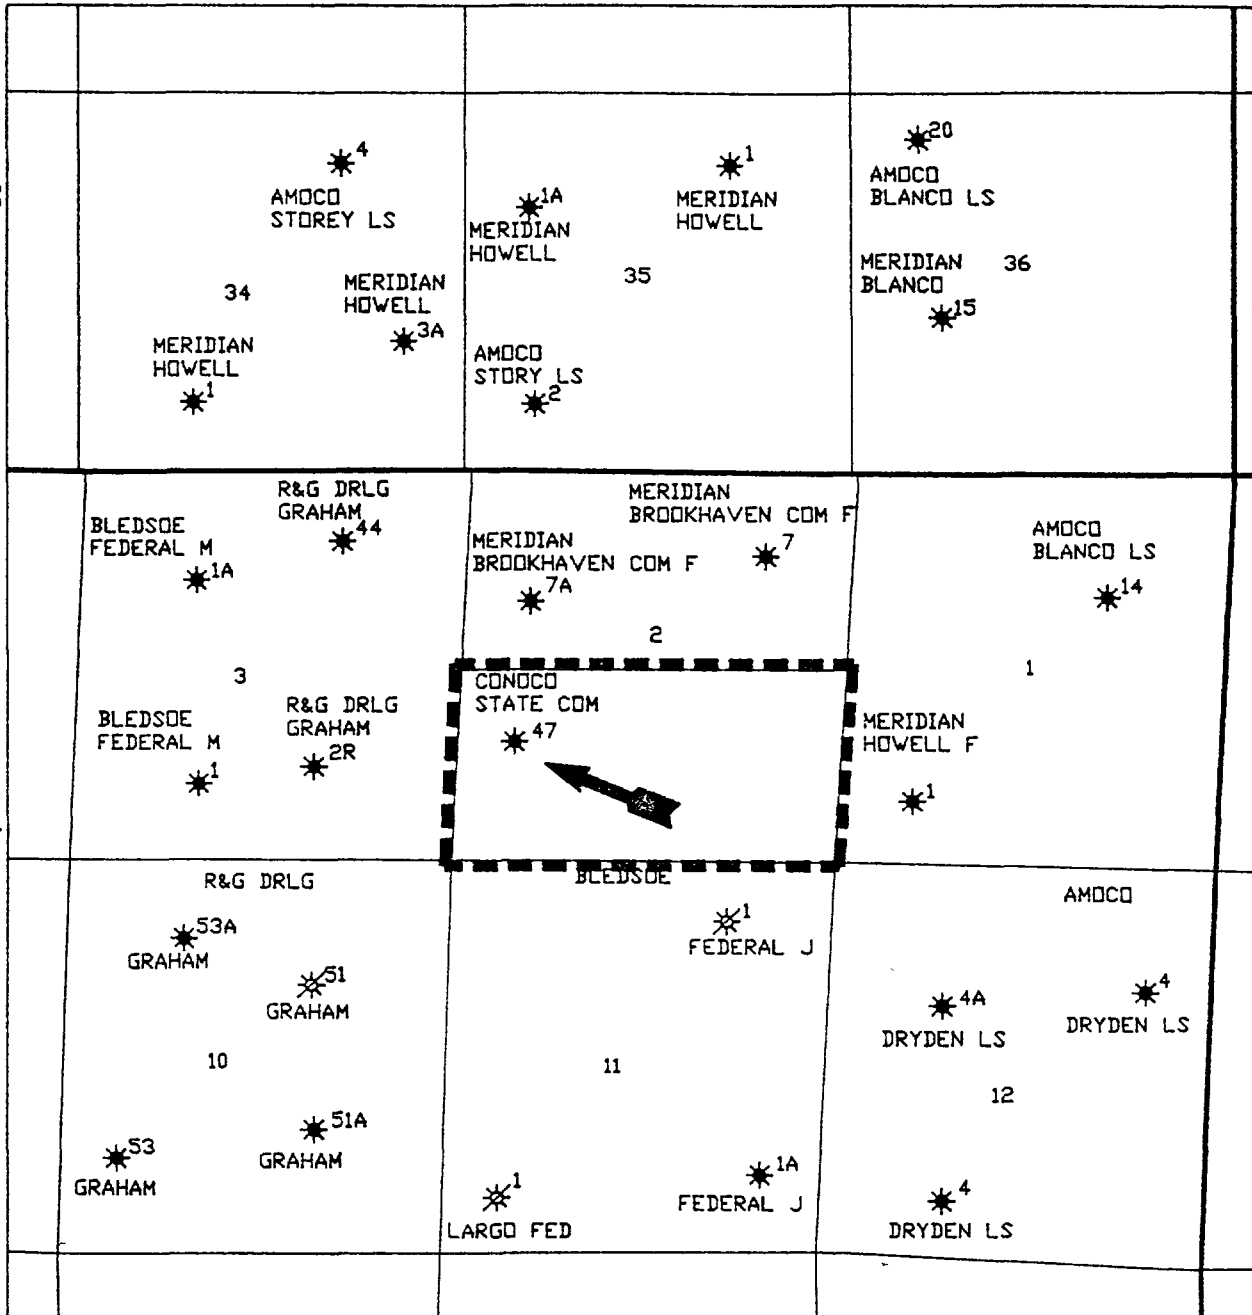 4
AMOCO
STOREY LS
34
MERIDIAN
HOWELL
3A
MERIDIAN
HOWELL
1
1A
MERIDIAN
HOWELL
1
MERIDIAN
HOWELL
35
AMOCO
STORY LS
2
20
AMOCO
BLANCO LS
MERIDIAN
BLANCO
36
15
BLEDSOE
FEDERAL M
1A
R&G DRLG
GRAHAM
44
3
BLEDSOE
FEDERAL M
1
R&G DRLG
GRAHAM
2R
MERIDIAN
BROOKHAVEN COM F
7
MERIDIAN
BROOKHAVEN COM F
7A
2
CONOCO
STATE COM
47
AMOCO
BLANCO LS
14
1
MERIDIAN
HOWELL F
1
R&G DRLG
53A
GRAHAM
51
GRAHAM
10
51A
GRAHAM
53
GRAHAM
BLEDSOE
1
FEDERAL J
11
1
LARGO FED
1A
FEDERAL J
AMOCO
4A
DRYDEN LS
4
DRYDEN LS
12
4
DRYDEN LS